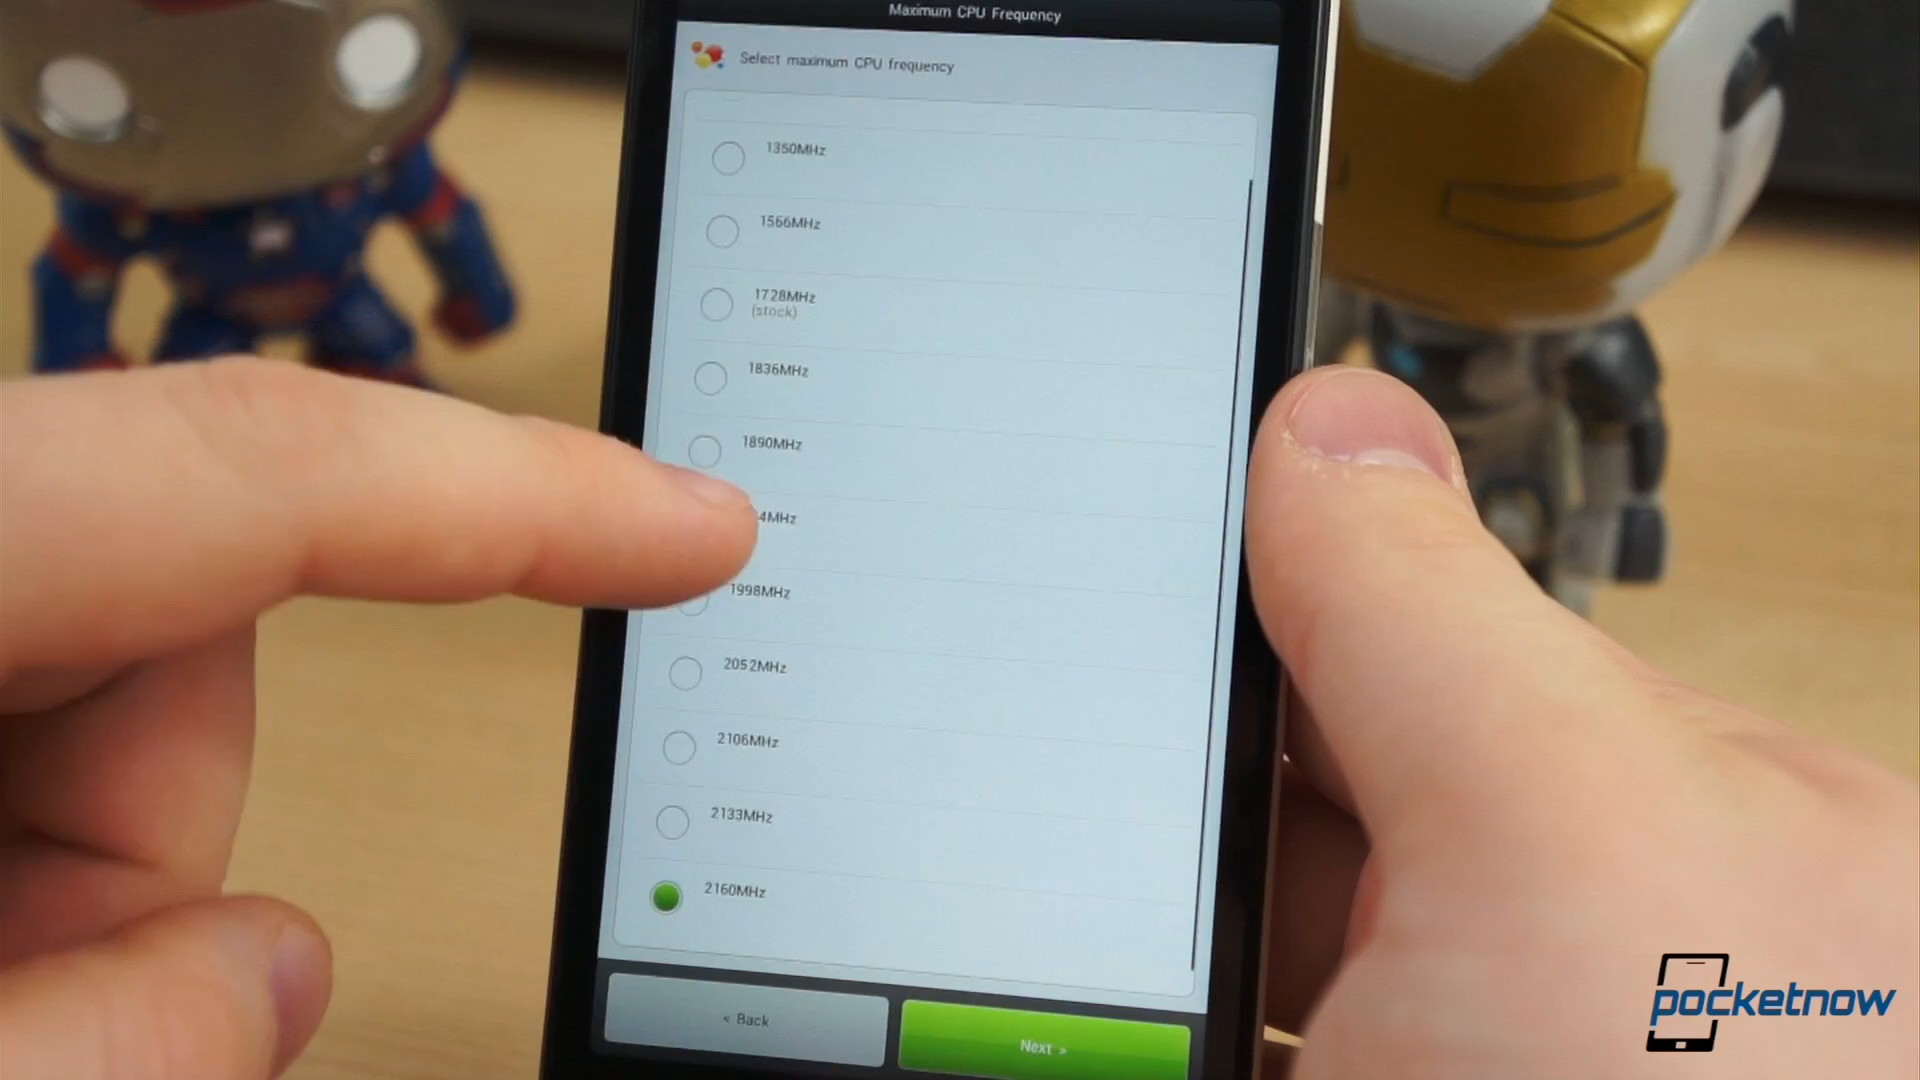 Maximum CPU Frequency
Select maximum CPU frequency
1350MHz
1566MHz
1728MHz
(stock)
1836MHz
1890MHz
4MHz
1998MHz
2052MHz
2106MHz
2133MHz
2160MHz
< Back
Next >
pocketnow